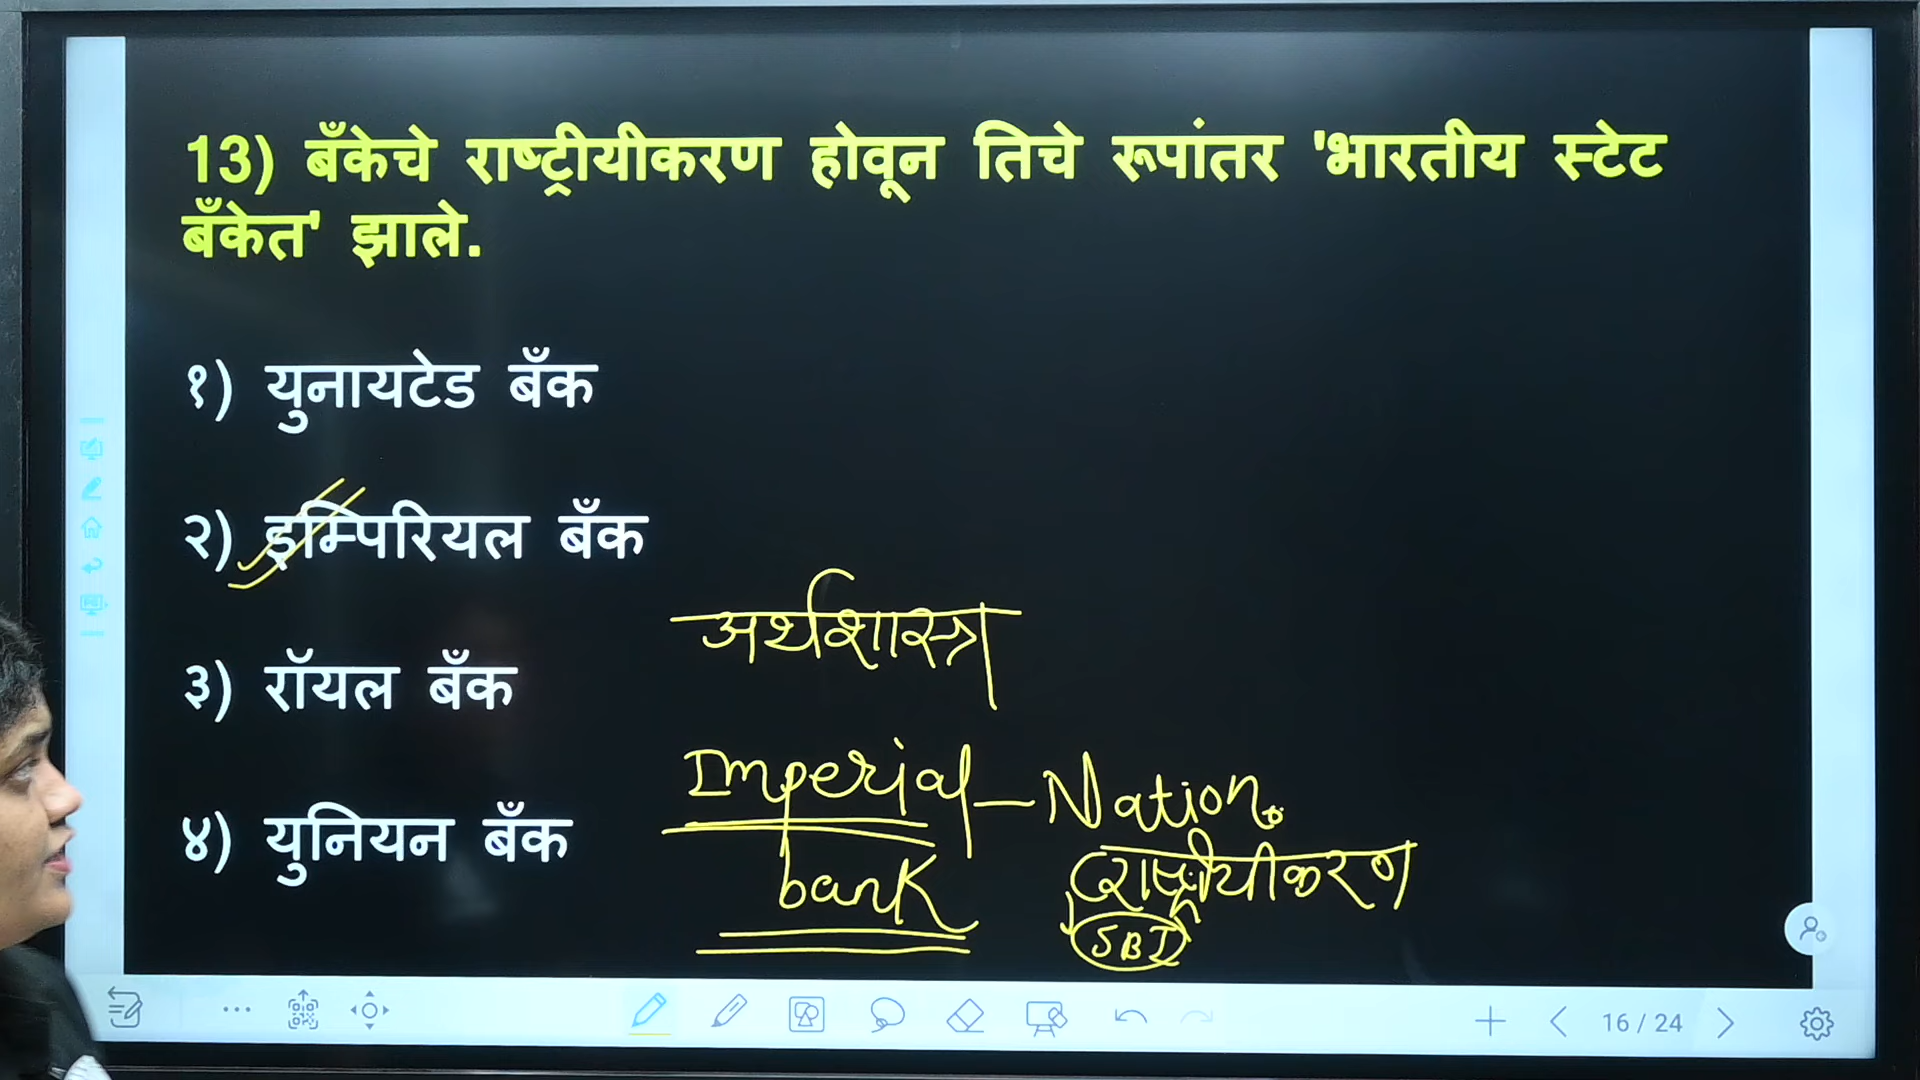 13) बँकेचे राष्ट्रीयीकरण होवून तिचे रूपांतर 'भारतीय स्टेट
बँकेत' झाले.
१) युनायटेड बँक
२) इम्पिरियल बँक
३) रॉयल बँक
४) युनियन बँक
अर्थशास्त्र
Imperial — Nation.
bank
राष्ट्रीयीकरण
SBI
16 / 24